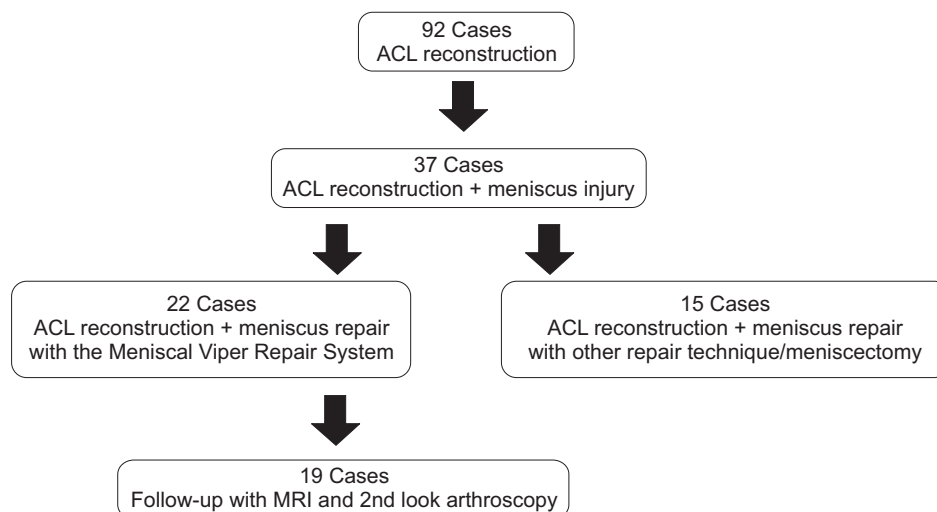 92 Cases
ACL reconstruction
37 Cases
ACL reconstruction + meniscus injury
22 Cases
ACL reconstruction + meniscus repair
with the Meniscal Viper Repair System
15 Cases
ACL reconstruction + meniscus repair
with other repair technique/meniscectomy
19 Cases
Follow-up with MRI and 2nd look arthroscopy